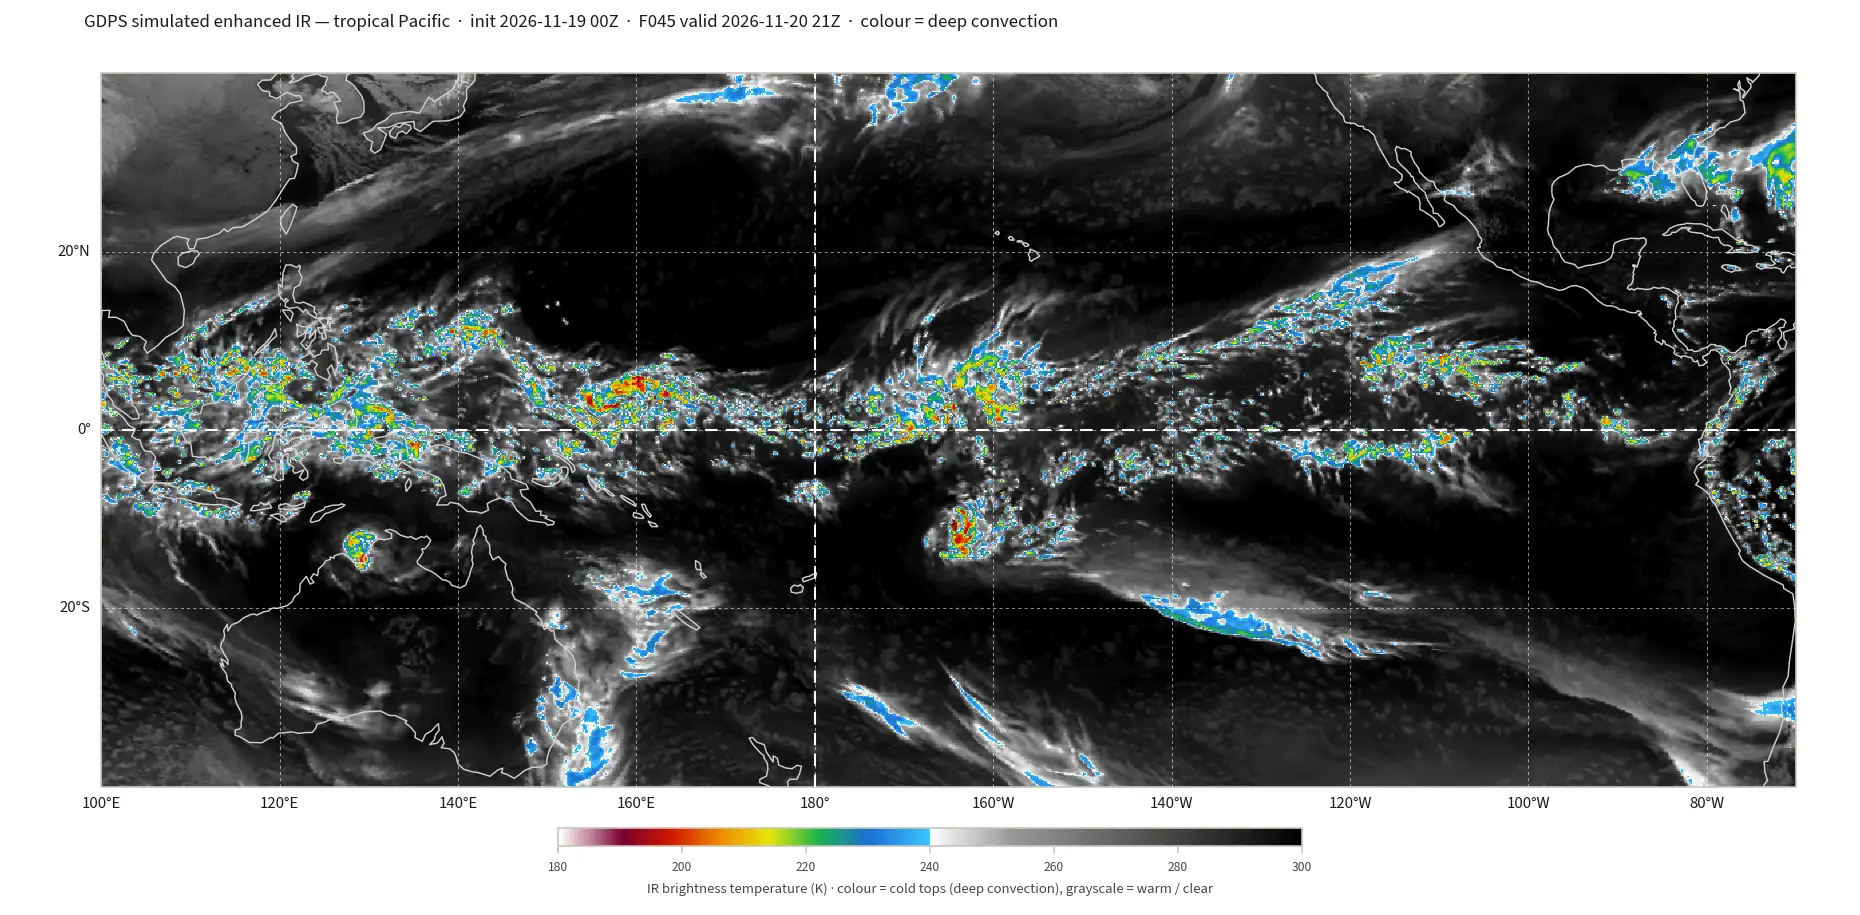 GDPS simulated enhanced IR — tropical Pacific · init 2026-11-19 00Z · F045 valid 2026-11-20 21Z · colour = deep convection
20°N
0°
20°S
100°E 120°E 140°E 160°E 180° 160°W 140°W 120°W 100°W 80°W
180 200 220 240 260 280 300
IR brightness temperature (K) · colour = cold tops (deep convection), grayscale = warm / clear